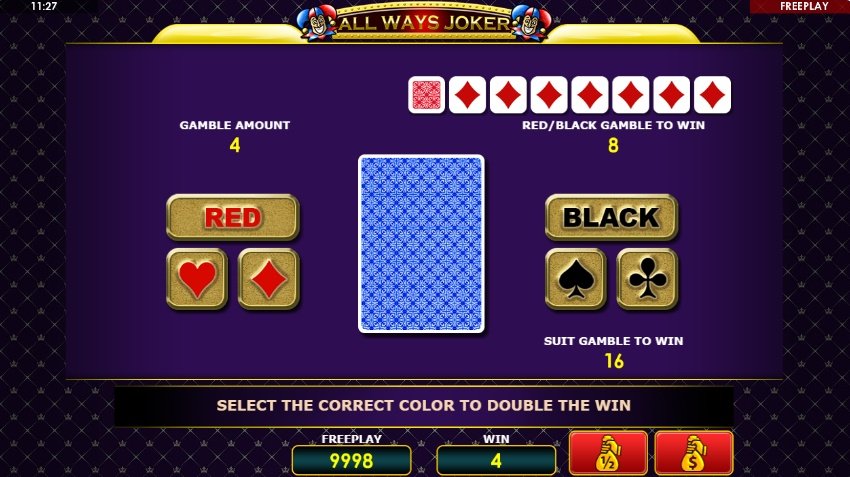 11:27
ALL WAYS JOKER
FREEPLAY
GAMBLE AMOUNT
4
RED/BLACK GAMBLE TO WIN
8
RED
BLACK
SUIT GAMBLE TO WIN
16
SELECT THE CORRECT COLOR TO DOUBLE THE WIN
FREEPLAY
9998
WIN
4
½
$